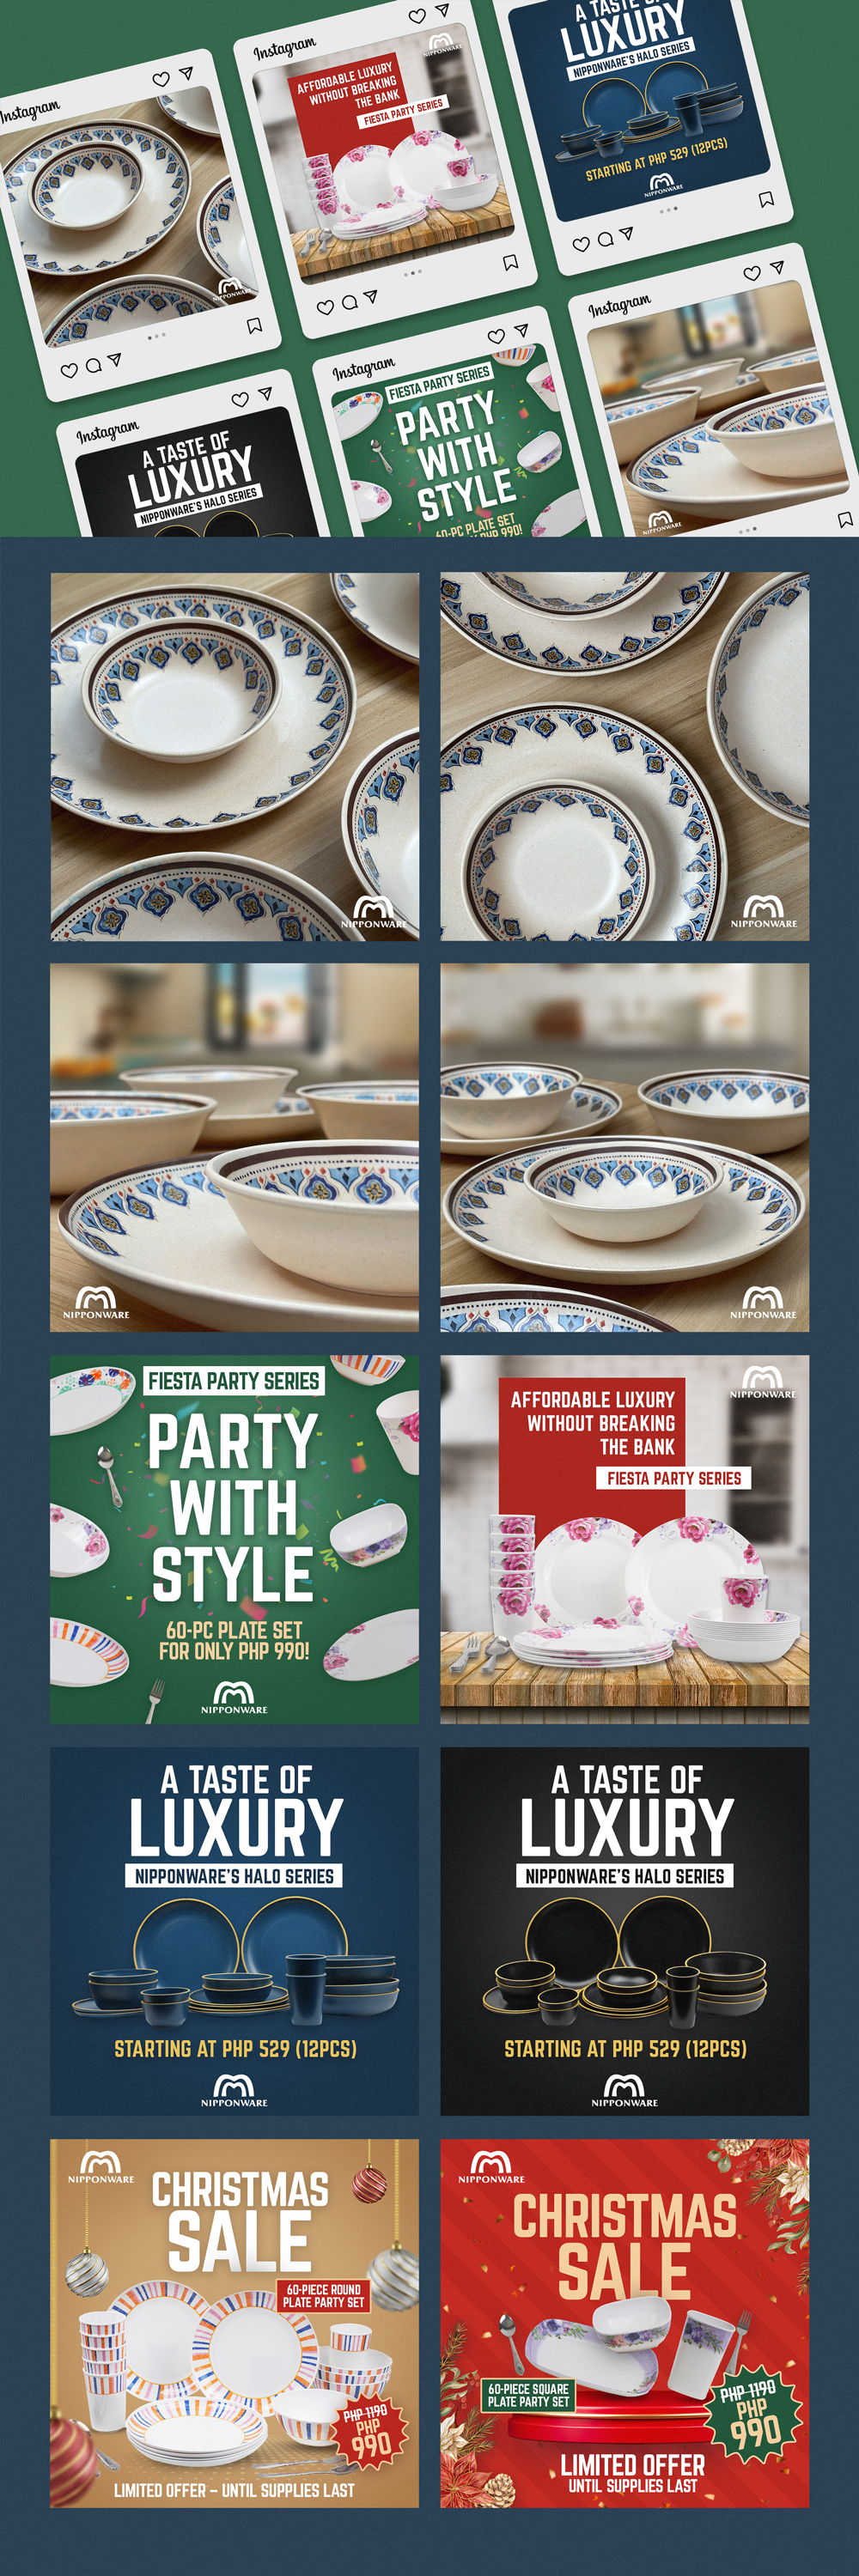 Instagram
NIPPONWARE
Instagram
NIPPONWARE
AFFORDABLE LUXURY
WITHOUT BREAKING
THE BANK
FIESTA PARTY SERIES
A TASTE OF
LUXURY
NIPPONWARE'S HALO SERIES
STARTING AT PHP 529 (12PCS)
NIPPONWARE
Instagram
A TASTE OF
LUXURY
NIPPONWARE'S HALO SERIES
Instagram
FIESTA PARTY SERIES
PARTY
WITH
STYLE
60-PC PLATE SET
PHP 990!
Instagram
NIPPONWARE
NIPPONWARE
NIPPONWARE
NIPPONWARE
NIPPONWARE
FIESTA PARTY SERIES
PARTY
WITH
STYLE
60-PC PLATE SET
FOR ONLY PHP 990!
NIPPONWARE
NIPPONWARE
AFFORDABLE LUXURY
WITHOUT BREAKING
THE BANK
FIESTA PARTY SERIES
A TASTE OF
LUXURY
NIPPONWARE'S HALO SERIES
STARTING AT PHP 529 (12PCS)
NIPPONWARE
A TASTE OF
LUXURY
NIPPONWARE'S HALO SERIES
STARTING AT PHP 529 (12PCS)
NIPPONWARE
NIPPONWARE
CHRISTMAS
SALE
60-PIECE ROUND
PLATE PARTY SET
PHP 1190
PHP
990
LIMITED OFFER – UNTIL SUPPLIES LAST
NIPPONWARE
CHRISTMAS
SALE
60-PIECE SQUARE
PLATE PARTY SET
PHP 1190
PHP
990
LIMITED OFFER
UNTIL SUPPLIES LAST